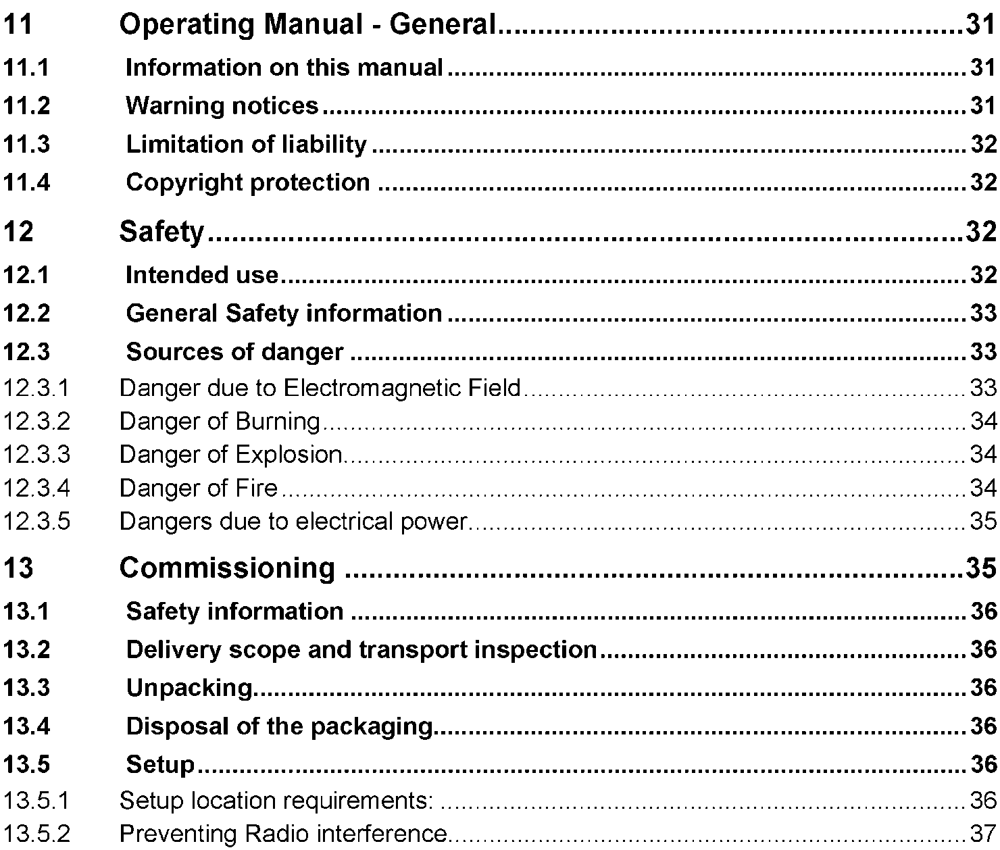 11 Operating Manual - General..........................................................31
11.1 Information on this manual..........................................................31
11.2 Warning notices..........................................................31
11.3 Limitation of liability..........................................................32
11.4 Copyright protection ..........................................................32
12 Safety..........................................................32
12.1 Intended use..........................................................32
12.2 General Safety information ..........................................................33
12.3 Sources of danger ..........................................................33
12.3.1 Danger due to Electromagnetic Field..........................................................33
12.3.2 Danger of Burning..........................................................34
12.3.3 Danger of Explosion..........................................................34
12.3.4 Danger of Fire..........................................................34
12.3.5 Dangers due to electrical power..........................................................35
13 Commissioning ..........................................................35
13.1 Safety information ..........................................................36
13.2 Delivery scope and transport inspection..........................................................36
13.3 Unpacking..........................................................36
13.4 Disposal of the packaging..........................................................36
13.5 Setup..........................................................36
13.5.1 Setup location requirements: ..........................................................36
13.5.2 Preventing Radio interference..........................................................37